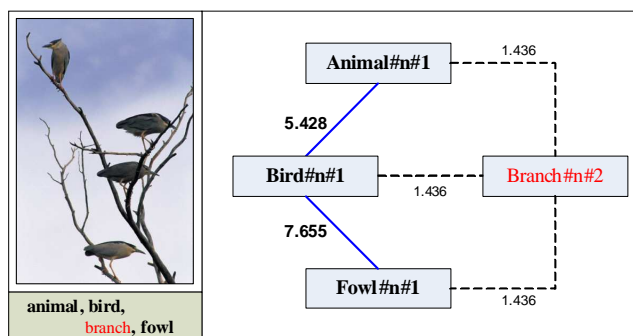 animal, bird,
branch, fowl
Animal#n#1
1.436
5.428
Bird#n#1
1.436
Branch#n#2
7.655
Fowl#n#1
1.436